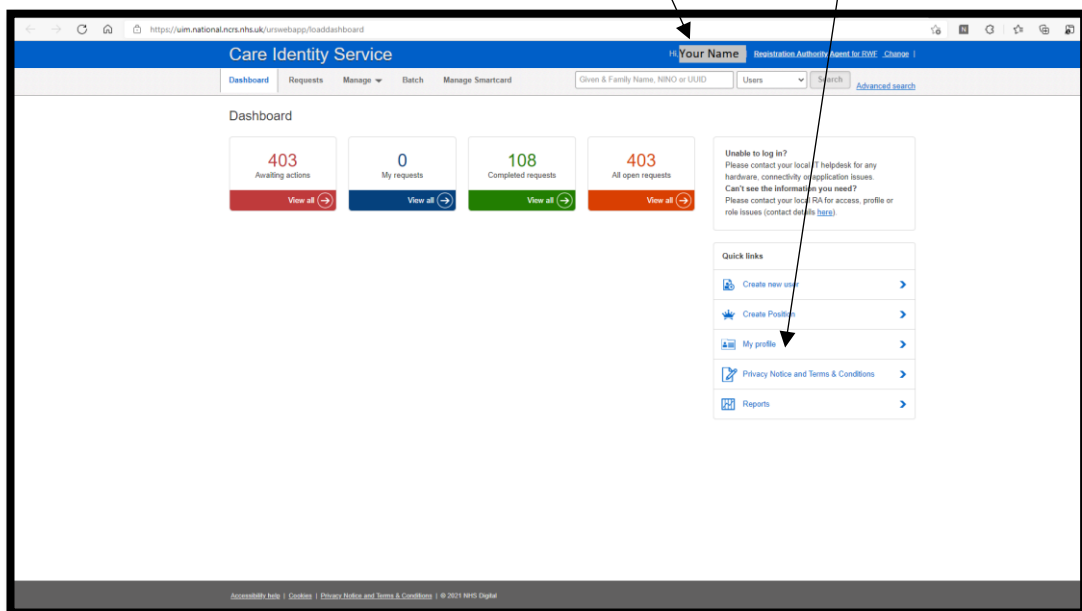 https://uim.national.ncrs.nhs.uk/urswebapp/loaddashboard
Care Identity Service
Hi, Your Name | Registration Authority Agent for RWE Change |
Dashboard Requests Manage Batch Manage Smartcard Given & Family Name, NINO or UUID Users Search Advanced search
Dashboard
403
Awaiting actions
View all
0
My requests
View all
108
Completed requests
View all
403
All open requests
View all
Unable to log in?
Please contact your local IT helpdesk for any
hardware, connectivity or application issues.
Can't see the information you need?
Please contact your local RA for access, profile or
role issues (contact details here).
Quick links
Create new user
Create Position
My profile
Privacy Notice and Terms & Conditions
Reports
Accessibility help | Cookies | Privacy Notice and Terms & Conditions | © 2021 NHS Digital